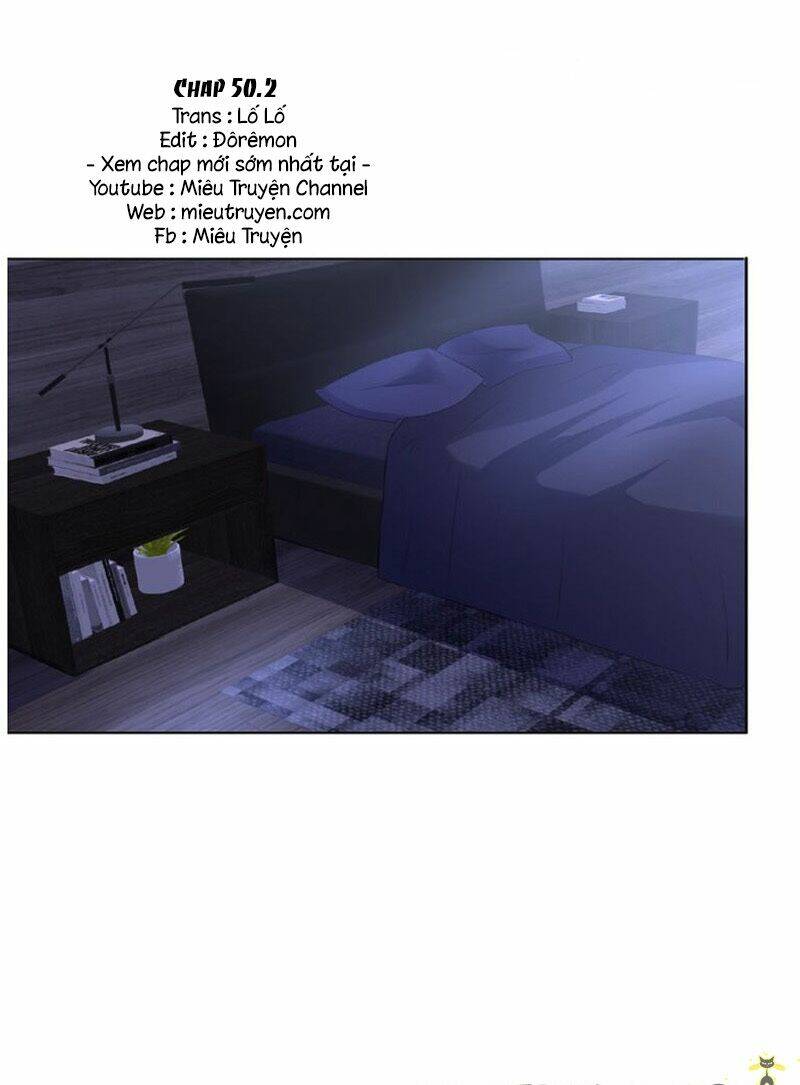 CHAP 50.2
Trans : Lố Lố
Edit : Đôrêmon
- Xem chap mới sớm nhất tại -
Youtube : Miêu Truyện Channel
Web : mieutruyen.com
Fb : Miêu Truyện